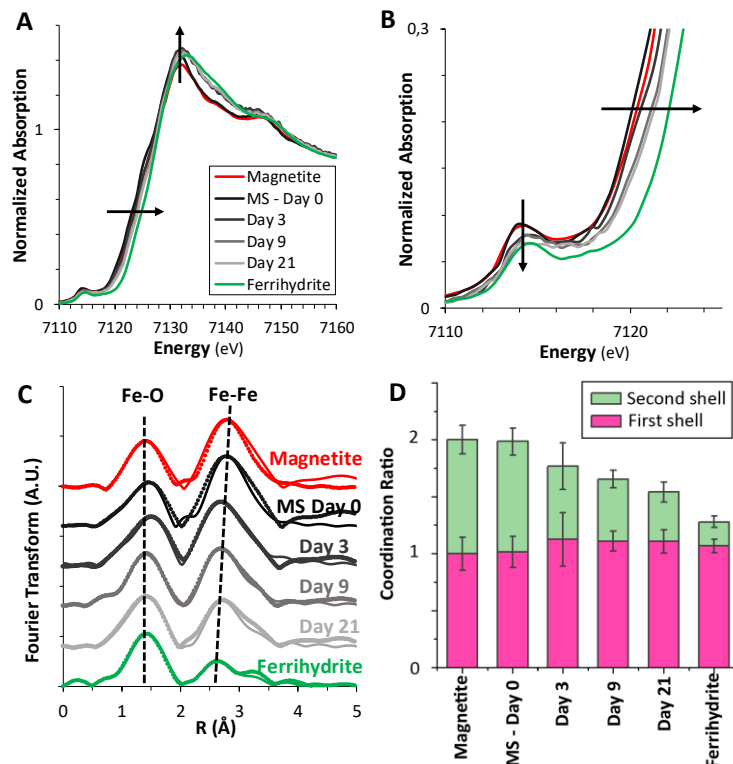 A
Normalized Absorption
1
0
7110 7120 7130 7140 7150 7160
Energy (eV)
Magnetite
MS - Day 0
Day 3
Day 9
Day 21
Ferrihydrite
B
Normalized Absorption
0,3
0
7110 7120
Energy (eV)
C
Fe-O Fe-Fe
Fourier Transform (A.U.)
Magnetite
MS Day 0
Day 3
Day 9
Day 21
Ferrihydrite
0 1 2 3 4 5
R (Å)
D
Second shell
First shell
Coordination Ratio
2
1
0
Magnetite
MS - Day 0
Day 3
Day 9
Day 21
Ferrihydrite